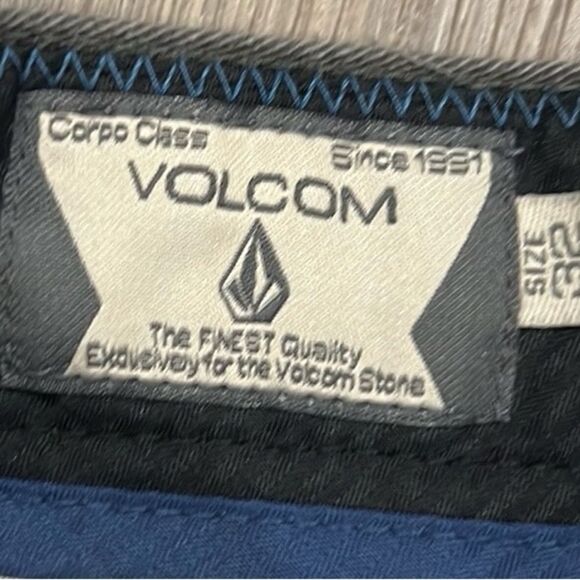 Corpo Class
Since 1991
VOLCOM
The FINEST Quality
Exclusively for the Volcom Stone
SIZE
32